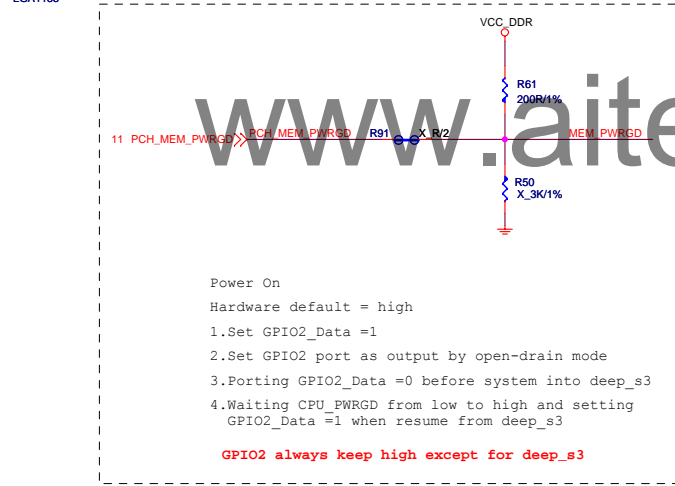 VCC_DDR
R61
200R/1%
11 PCH_MEM_PWRGD
PCH_MEM_PWRGD
R91
X_R/2
MEM_PWRGD
R50
X_3K/1%
www.aite
Power On
Hardware default = high
1.Set GPIO2_Data =1
2.Set GPIO2 port as output by open-drain mode
3.Porting GPIO2_Data =0 before system into deep_s3
4.Waiting CPU_PWRGD from low to high and setting
GPIO2_Data =1 when resume from deep_s3
GPIO2 always keep high except for deep_s3